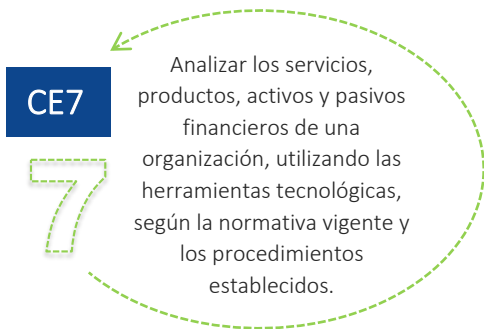 CE7
7
Analizar los servicios,
productos, activos y pasivos
financieros de una
organización, utilizando las
herramientas tecnológicas,
según la normativa vigente y
los procedimientos
establecidos.